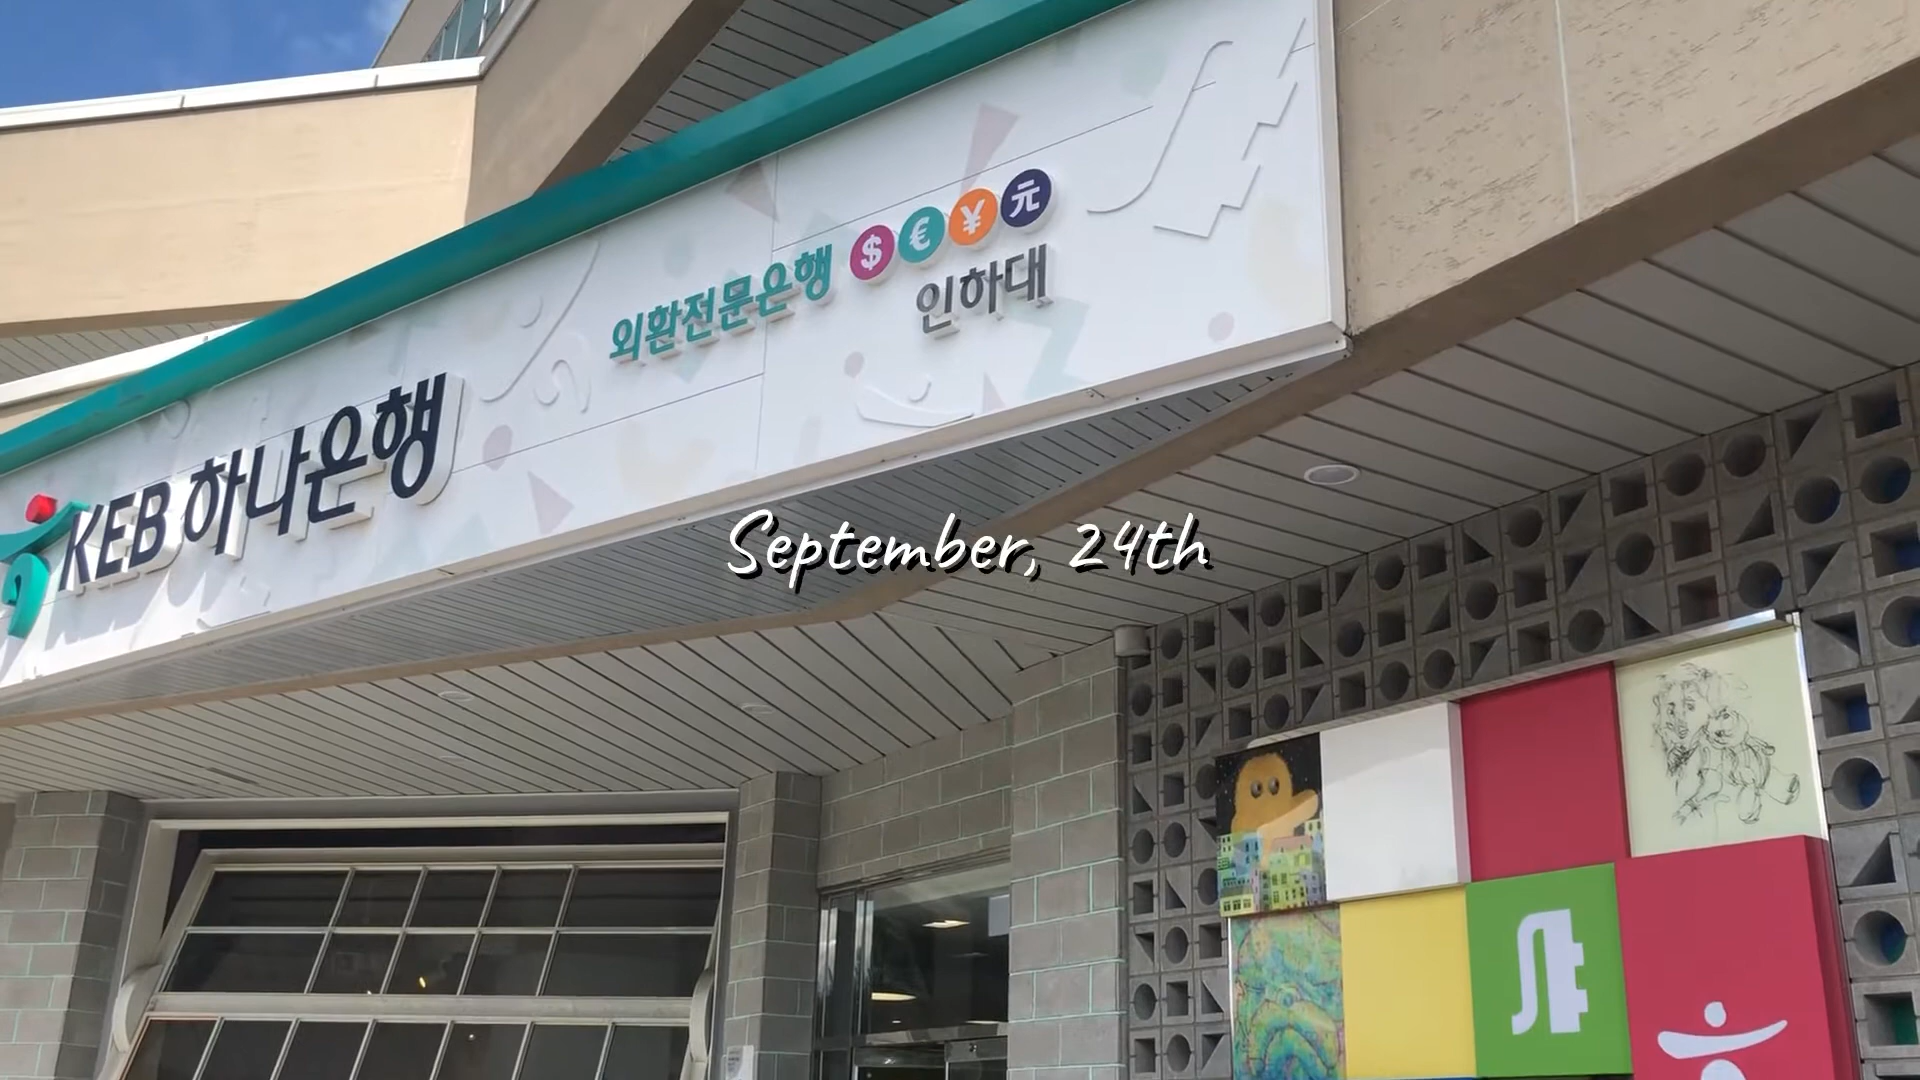 KEB 하나은행
외환전문은행 $ € ¥ 元
인하대
September, 24th